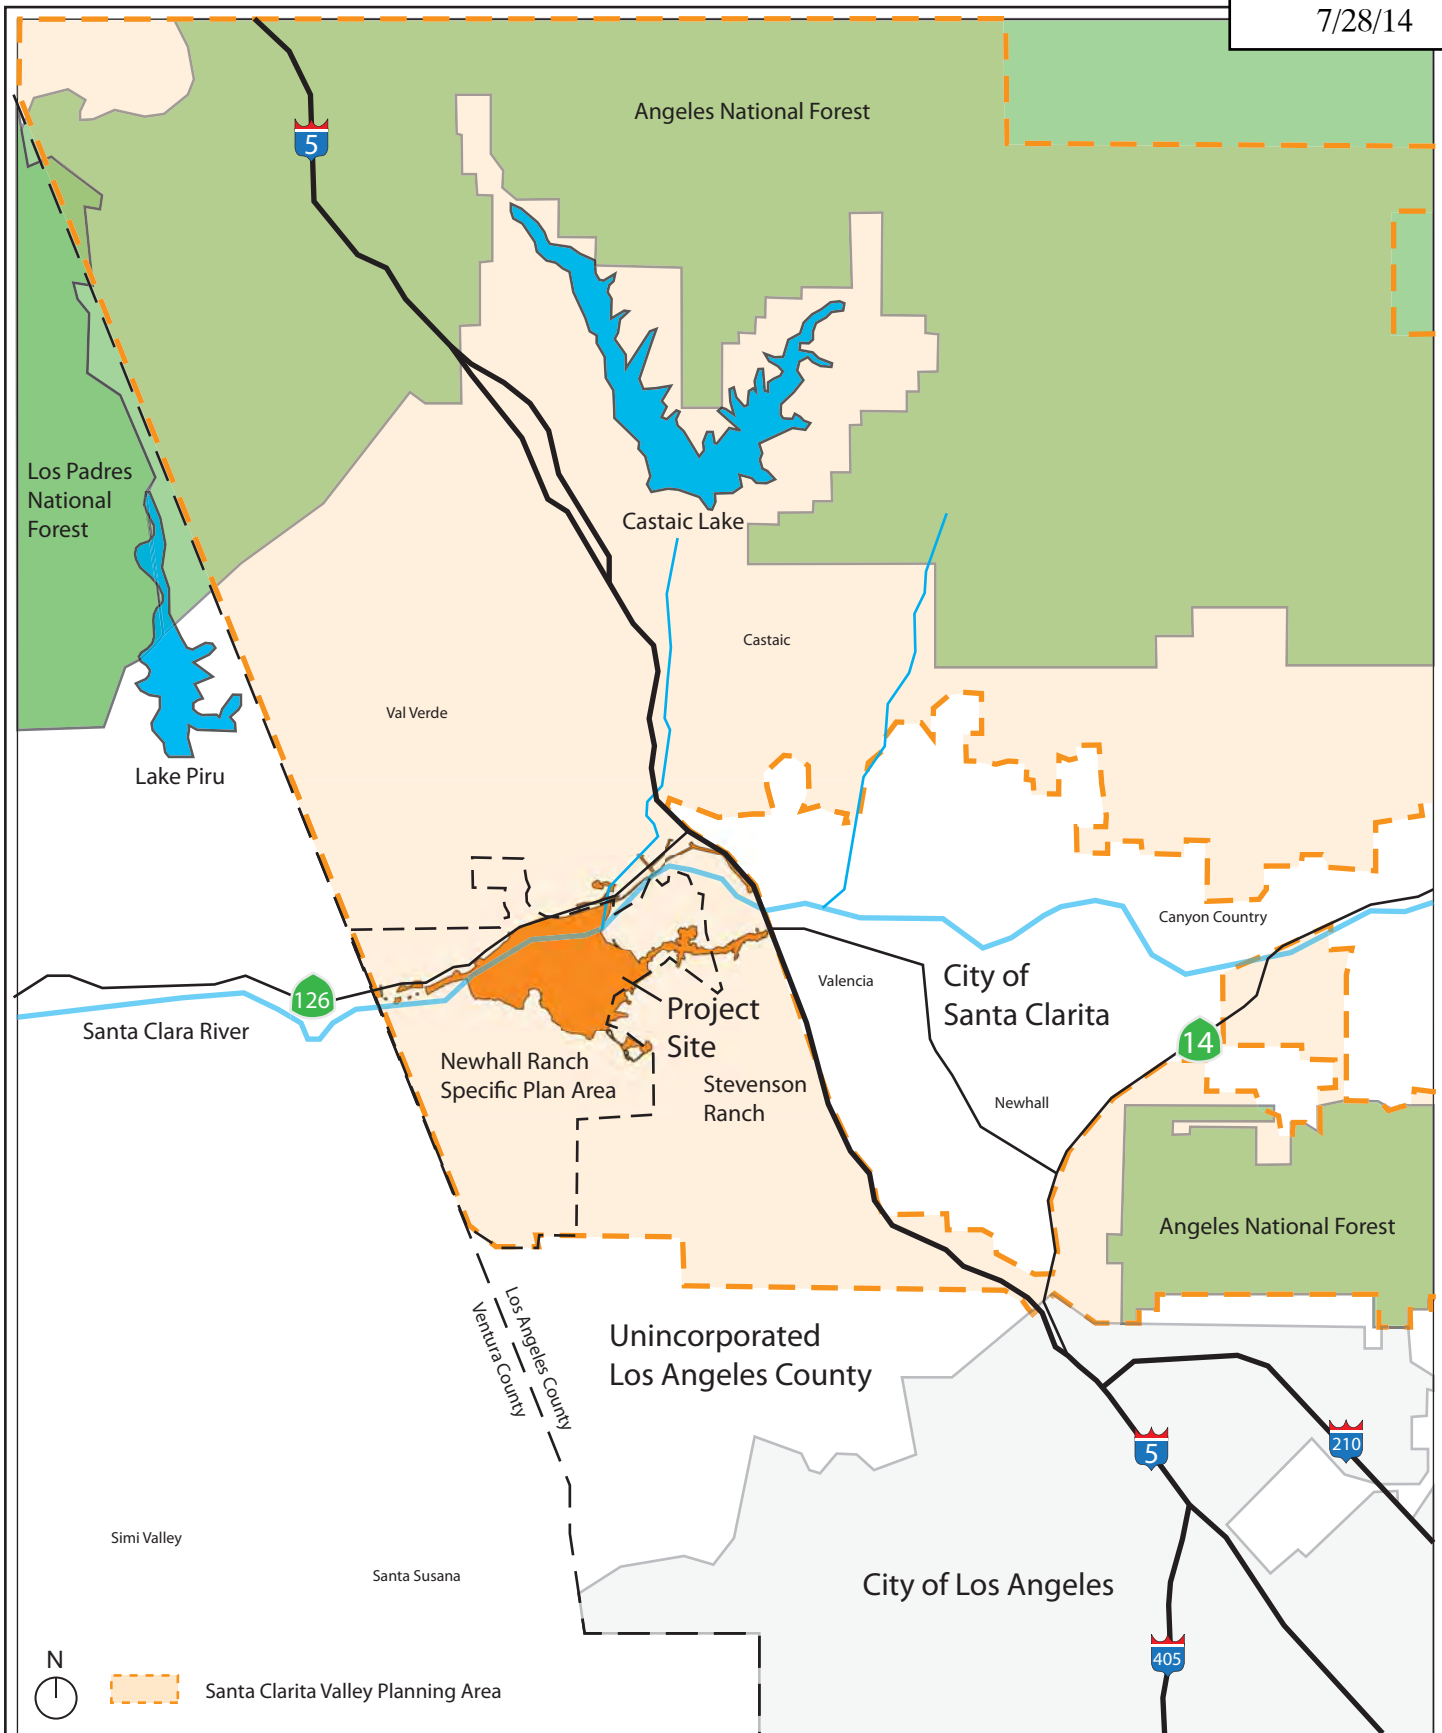 7/28/14
Angeles National Forest
5
Los Padres
National
Forest
Castaic Lake
Castaic
Val Verde
Lake Piru
Canyon Country
Valencia
City of
Santa Clarita
126
Project
Site
Santa Clara River
14
Newhall Ranch
Specific Plan Area
Stevenson
Ranch
Newhall
Angeles National Forest
Los Angeles County
Ventura County
Unincorporated
Los Angeles County
5
210
Simi Valley
Santa Susana
City of Los Angeles
405
N
Santa Clarita Valley Planning Area